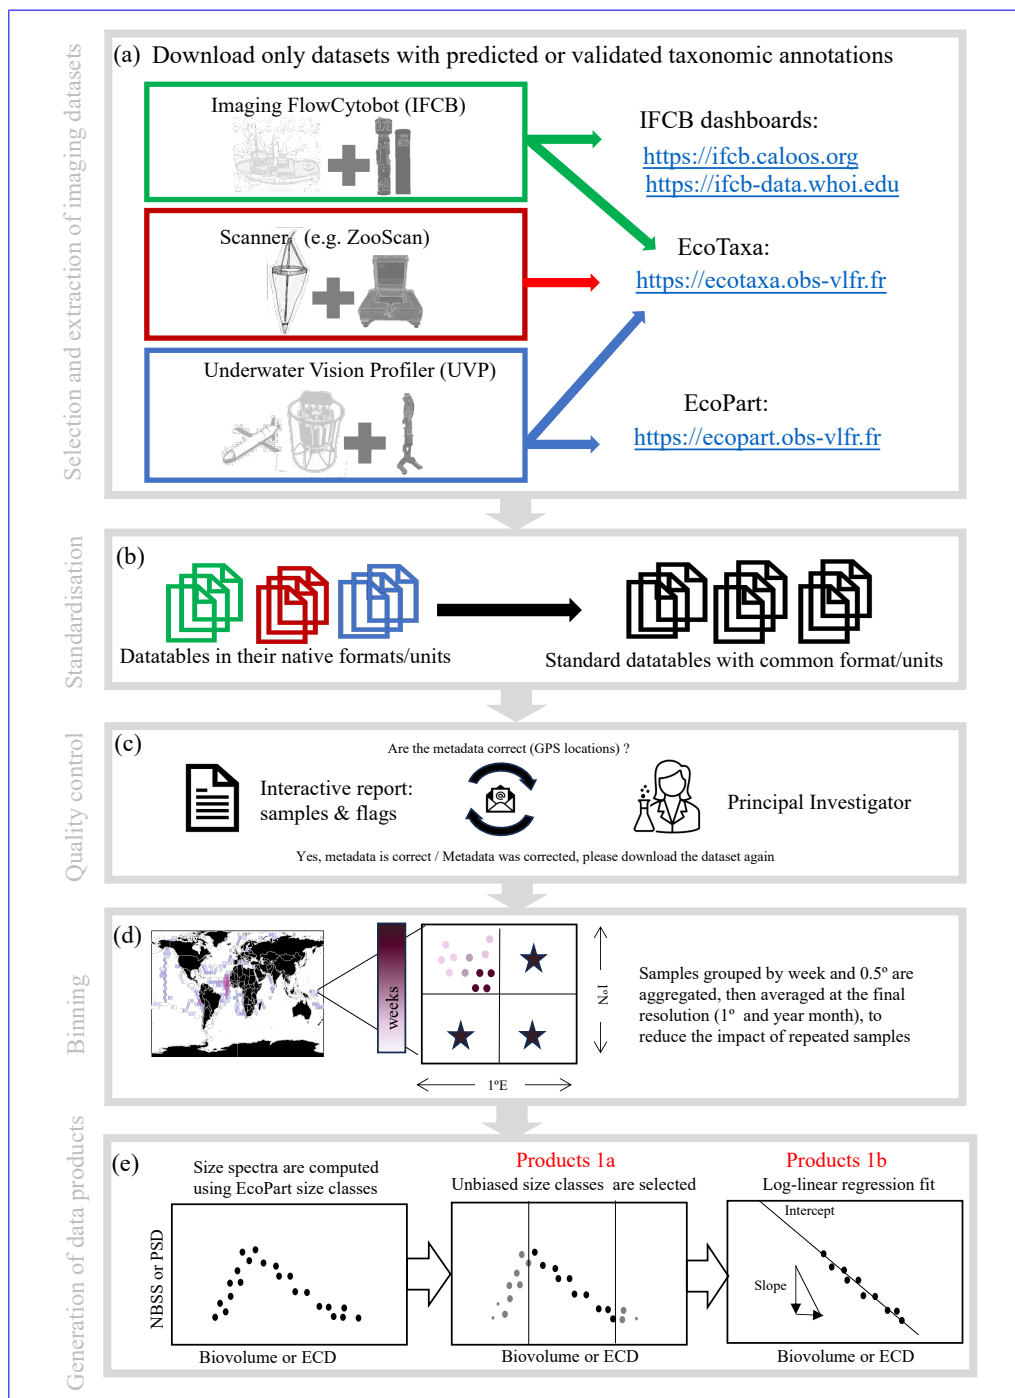 Selection and extraction of imaging datasets
(a) Download only datasets with predicted or validated taxonomic annotations
Imaging FlowCytobot (IFCB)
IFCB dashboards:
https://ifcb.caloos.org
https://ifcb-data.whoi.edu
Scanner (e.g. ZooScan)
EcoTaxa:
https://ecotaxa.obs-vlfr.fr
Underwater Vision Profiler (UVP)
EcoPart:
https://ecopart.obs-vlfr.fr
Standardisation
(b)
Datatables in their native formats/units
Standard datatables with common format/units
Quality control
(c)
Are the metadata correct (GPS locations) ?
Interactive report:
samples & flags
@
Principal Investigator
Yes, metadata is correct / Metadata was corrected, please download the dataset again
Binning
(d)
weeks
1ºN
1ºE
Samples grouped by week and 0.5º are
aggregated, then averaged at the final
resolution (1º and year month), to
reduce the impact of repeated samples
Generation of data products
(e)
Size spectra are computed
using EcoPart size classes
NBSS or PSD
Biovolume or ECD
Products 1a
Unbiased size classes are selected
Biovolume or ECD
Products 1b
Log-linear regression fit
Intercept
Slope
Biovolume or ECD